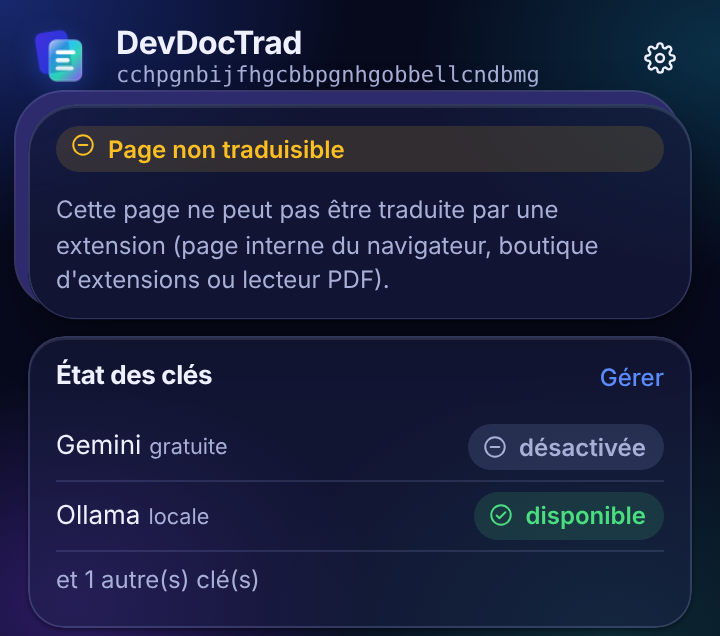 DevDocTrad
cchpgnbijfhgcbbpgnhgobbellcndbmg
Page non traduisible
Cette page ne peut pas être traduite par une
extension (page interne du navigateur, boutique
d'extensions ou lecteur PDF).
État des clés
Gérer
Gemini gratuite
désactivée
Ollama locale
disponible
et 1 autre(s) clé(s)